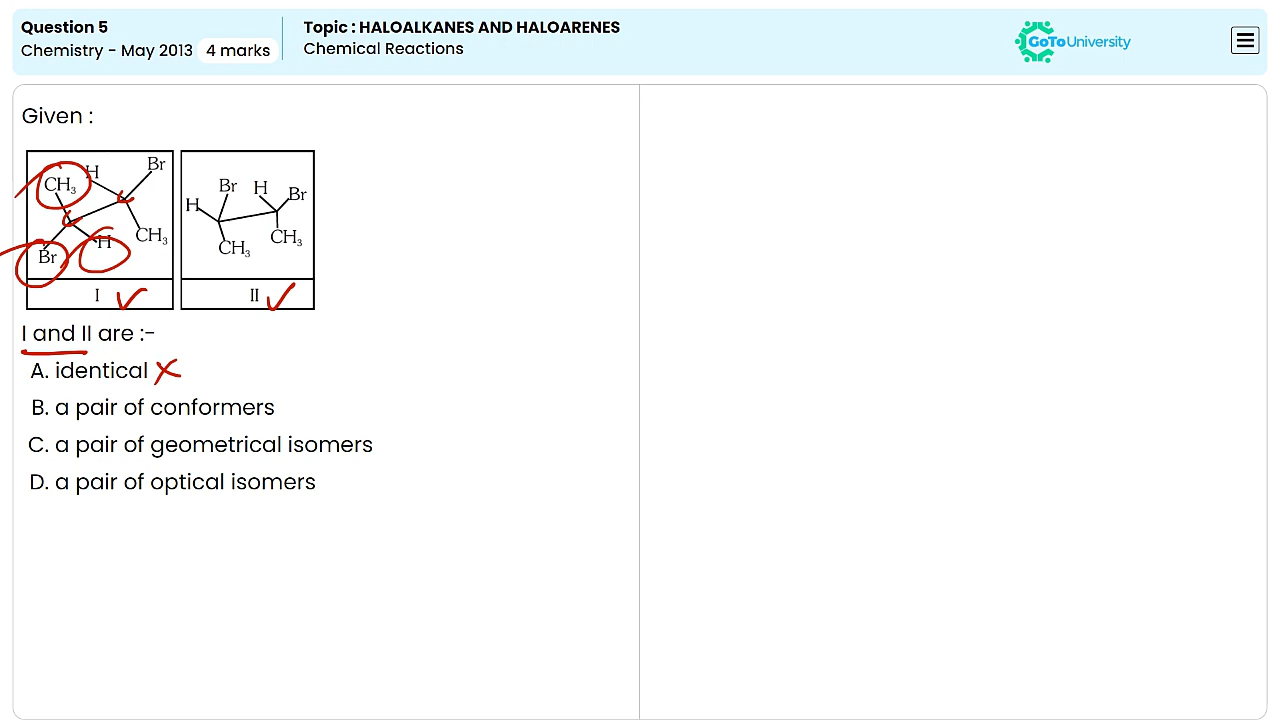 Question 5
Chemistry - May 2013 4 marks
Topic : HALOALKANES AND HALOARENES
Chemical Reactions
GoToUniversity
Given :
CH₃ H Br
Br H CH₃
I
H Br H Br
CH₃ CH₃
II
I and II are :-
A. identical
B. a pair of conformers
C. a pair of geometrical isomers
D. a pair of optical isomers